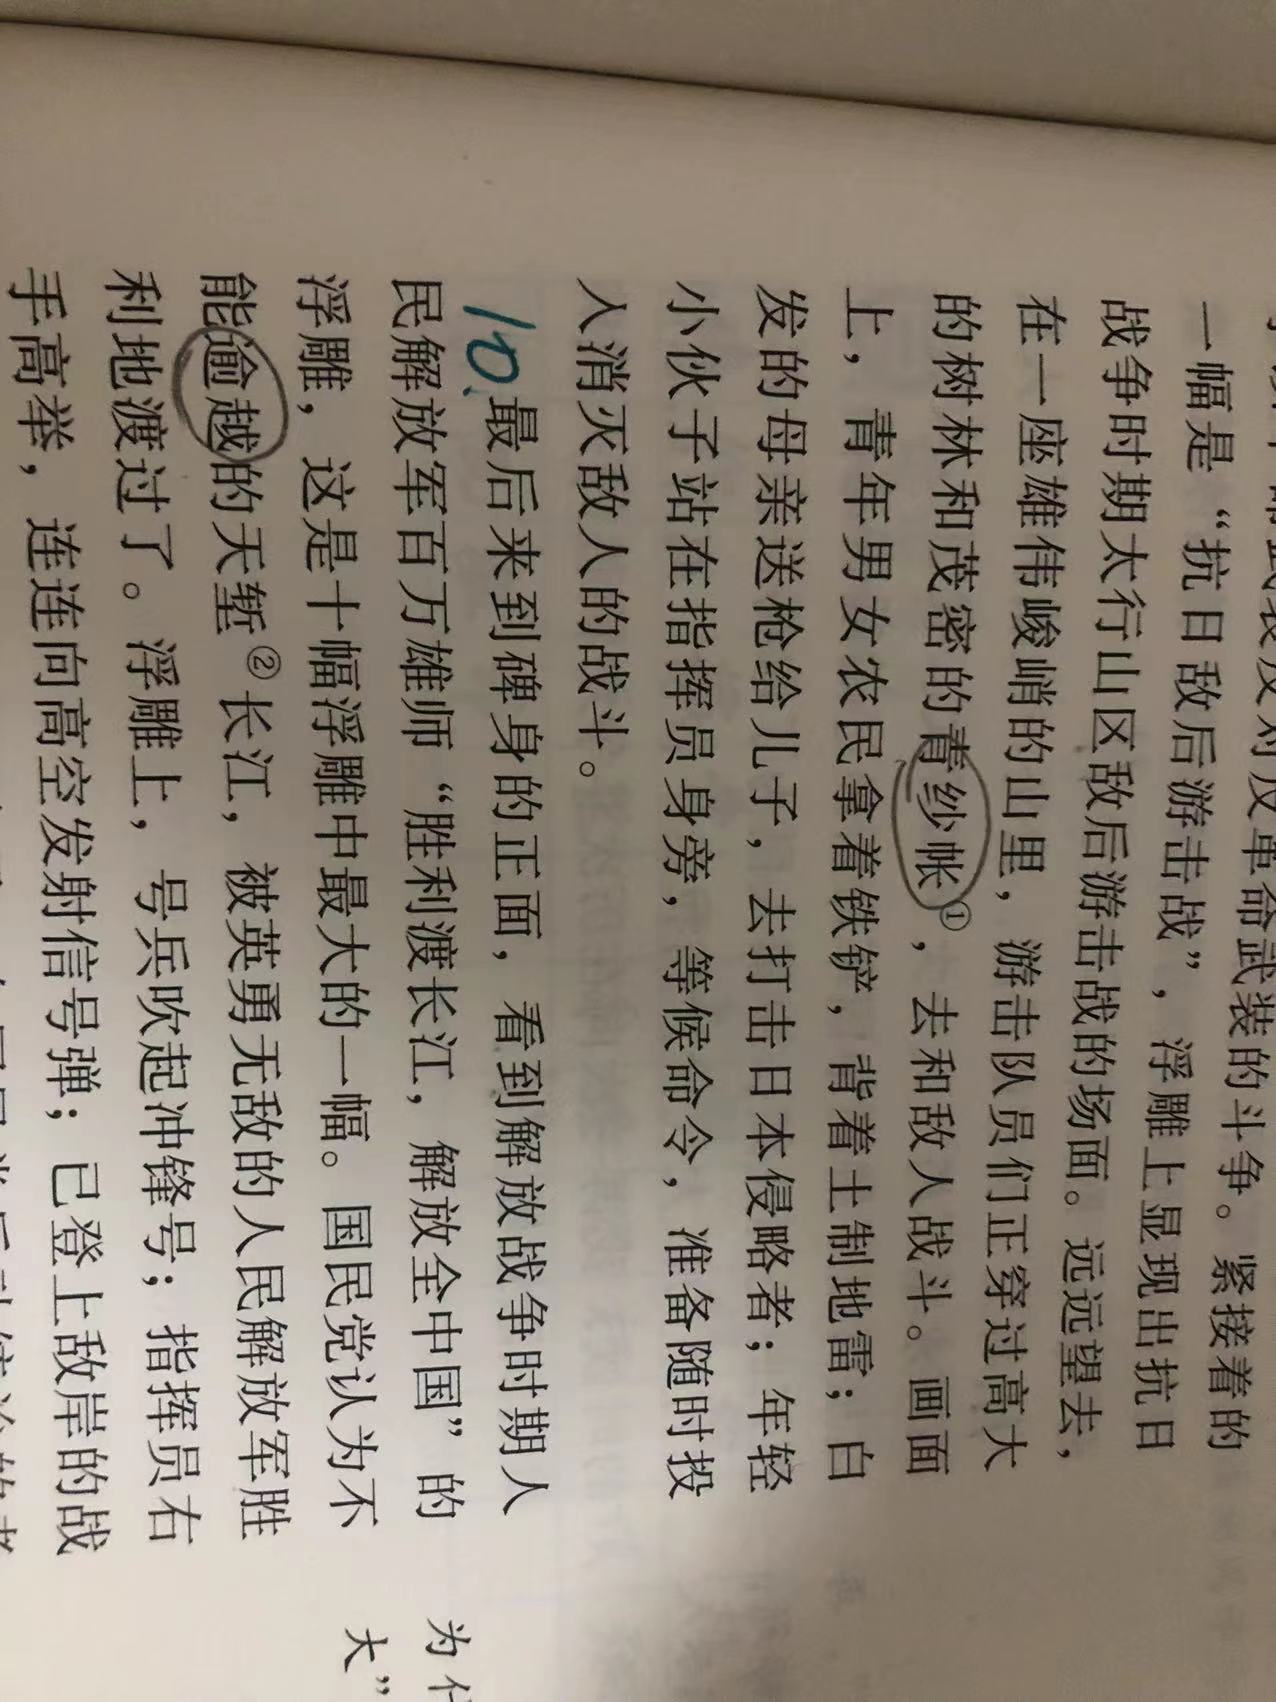 武装反对反革命武装的斗争。紧接着的
一幅是“抗日敌后游击战”，浮雕上显现出抗日
战争时期太行山区敌后游击战的场面。远远望去，
在一座雄伟峻峭的山里，游击队员们正穿过高大
的树林和茂密的青纱帐①，去和敌人战斗。画面
上，青年男女农民拿着铁铲，背着土制地雷；白
发的母亲送枪给儿子，去打击日本侵略者；年轻
小伙子站在指挥员身旁，等候命令，准备随时投
入消灭敌人的战斗。
10、最后来到碑身的正面，看到解放战争时期人
民解放军百万雄师“胜利渡长江，解放全中国”的
浮雕，这是十幅浮雕中最大的一幅。国民党认为不
能逾越的天堑②长江，被英勇无敌的人民解放军胜
利地渡过了。浮雕上，号兵吹起冲锋号；指挥员右
手高举，连连向高空发射信号弹；已登上敌岸的战
为什
大”